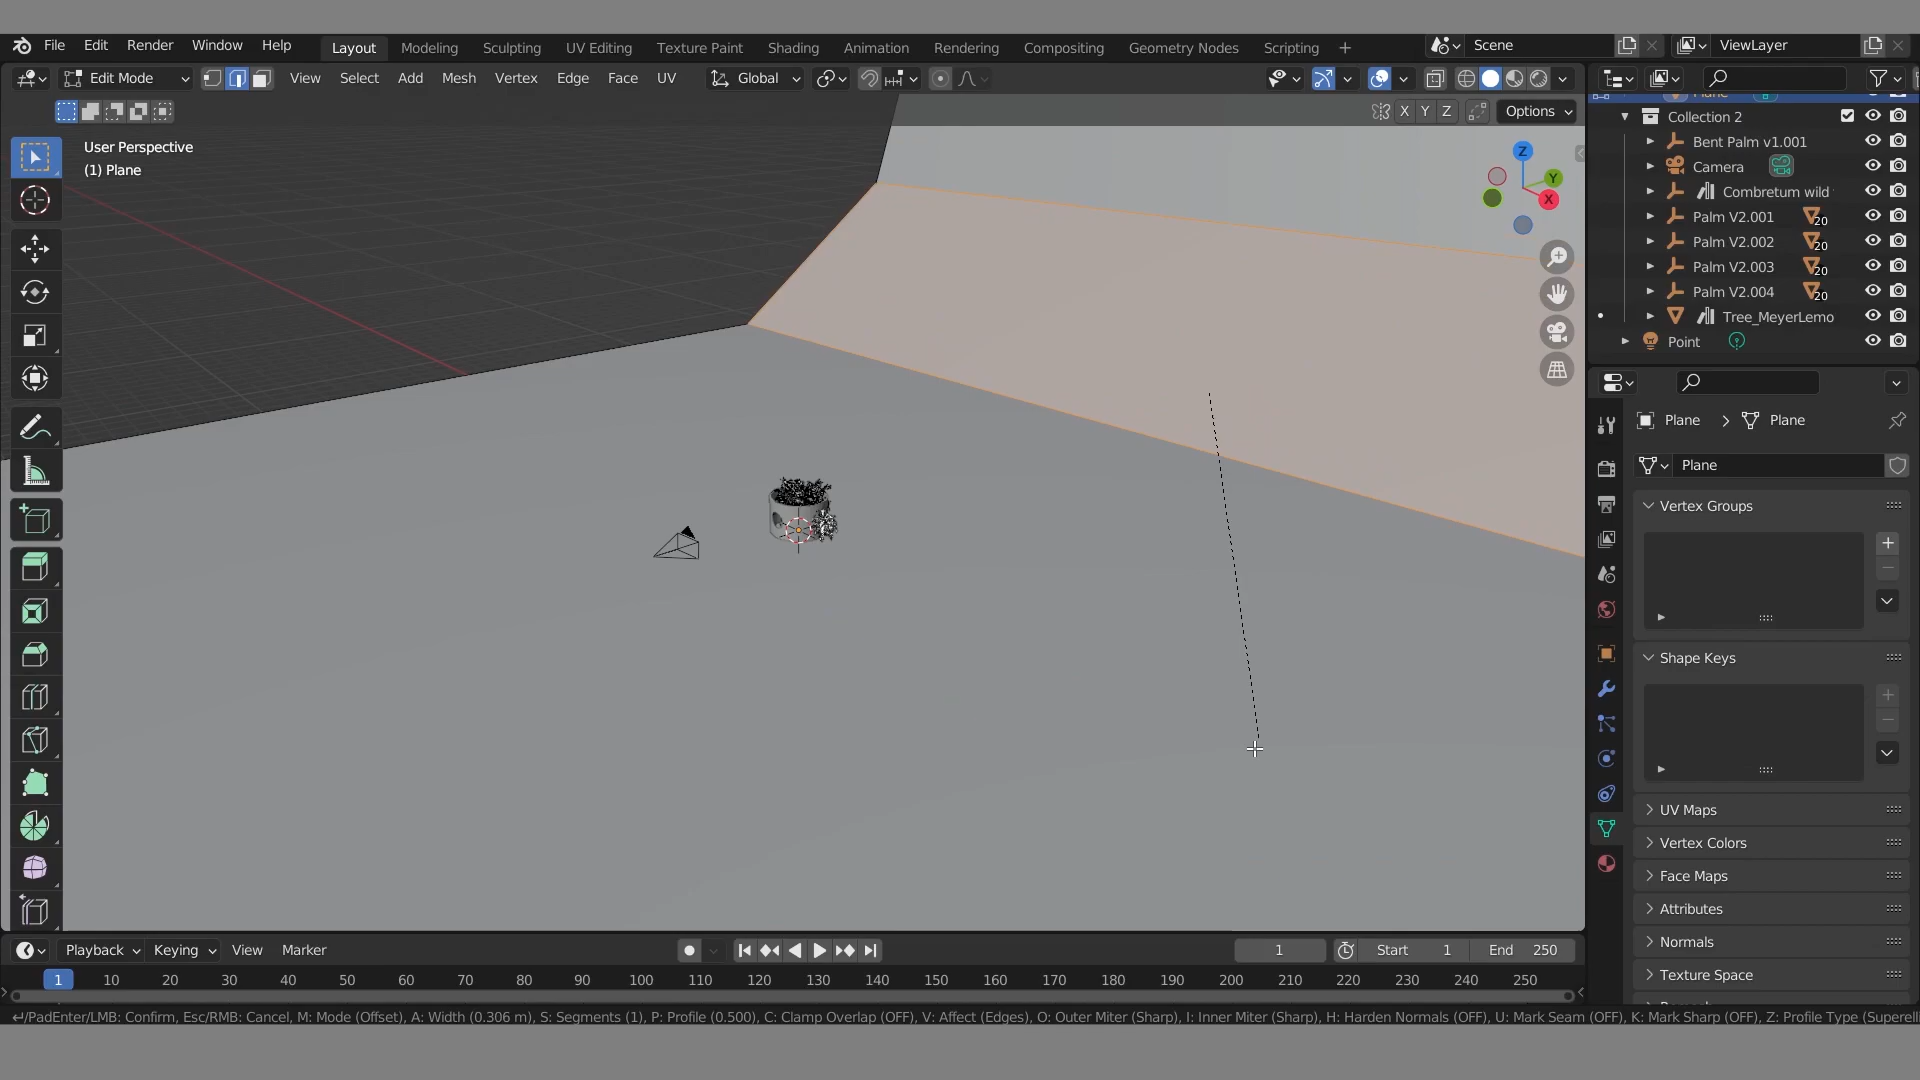 File Edit Render Window Help Layout Modeling Sculpting UV Editing Texture Paint Shading Animation Rendering Compositing Geometry Nodes Scripting + Scene ViewLayer
Edit Mode View Select Add Mesh Vertex Edge Face UV Global
X Y Z Options
User Perspective
(1) Plane
Z
Y
X
Collection 2
Bent Palm v1.001
Camera
Combretum wild
Palm V2.001 20
Palm V2.002 20
Palm V2.003 20
Palm V2.004 20
Tree_MeyerLemo
Point
Plane > Plane
Plane
Vertex Groups
Shape Keys
UV Maps
Vertex Colors
Face Maps
Attributes
Normals
Texture Space
Playback Keying View Marker 1 Start 1 End 250
1 10 20 30 40 50 60 70 80 90 100 110 120 130 140 150 160 170 180 190 200 210 220 230 240 250
↵/PadEnter/LMB: Confirm, Esc/RMB: Cancel, M: Mode (Offset), A: Width (0.306 m), S: Segments (1), P: Profile (0.500), C: Clamp Overlap (OFF), V: Affect (Edges), O: Outer Miter (Sharp), I: Inner Miter (Sharp), H: Harden Normals (OFF), U: Mark Seam (OFF), K: Mark Sharp (OFF), Z: Profile Type (Superelli